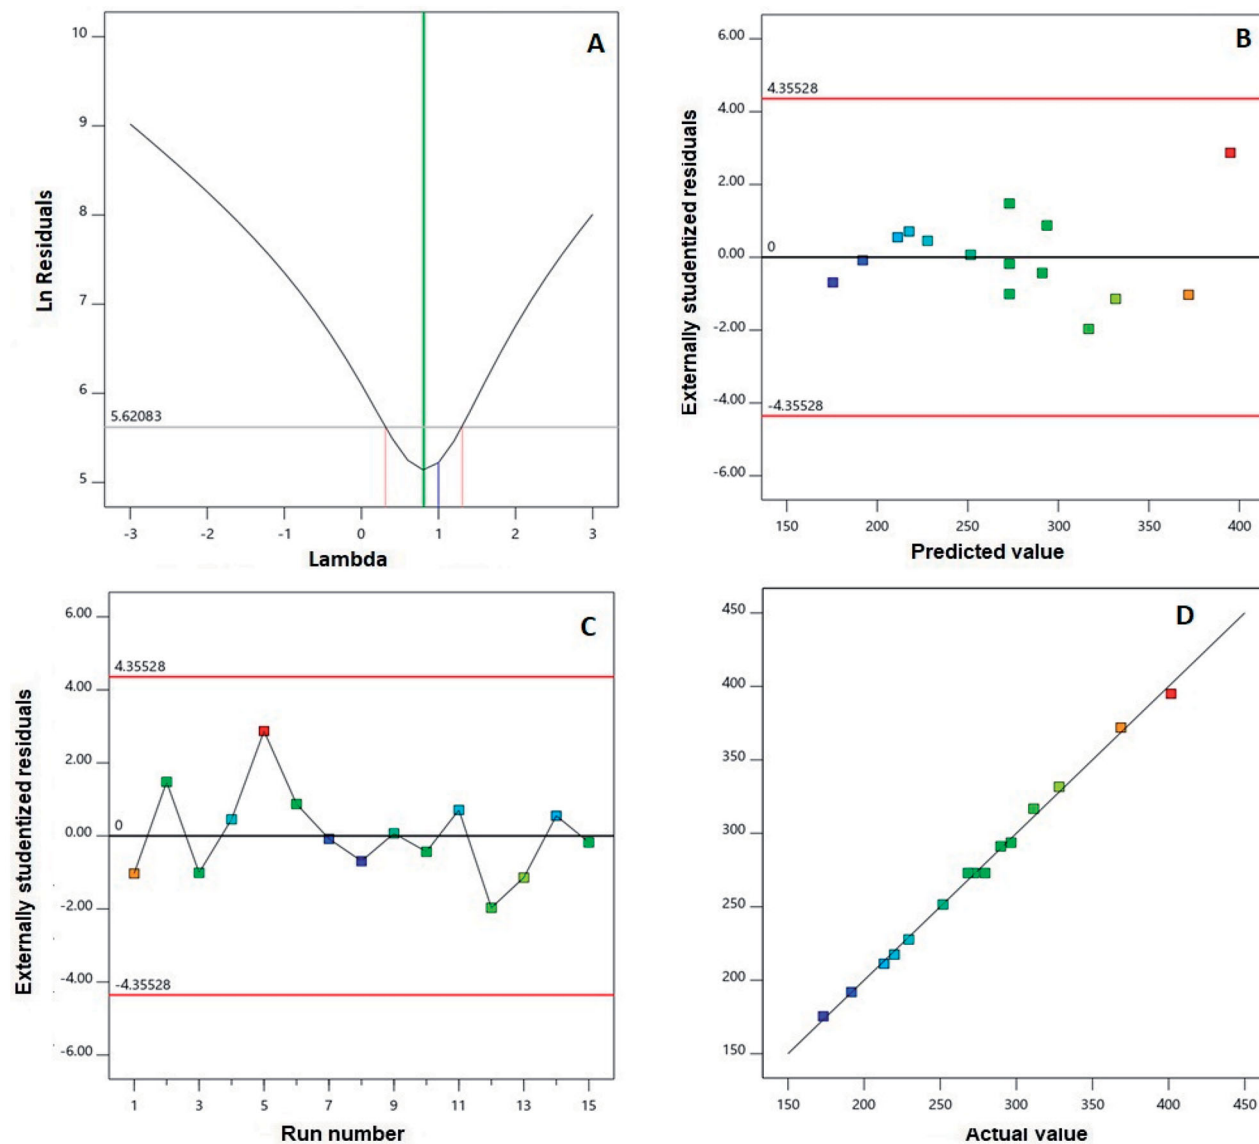 A
Ln Residuals
10
9
8
7
6
5.62083
5
-3 -2 -1 0 1 2 3
Lambda
B
Externally studentized residuals
6.00
4.35528
4.00
2.00
0
0.00
-2.00
-4.00
-4.35528
-6.00
150 200 250 300 350 400
Predicted value
C
Externally studentized residuals
6.00
4.35528
4.00
2.00
0
0.00
-2.00
-4.00
-4.35528
-6.00
1 3 5 7 9 11 13 15
Run number
D
450
400
350
300
250
200
150
150 200 250 300 350 400 450
Actual value